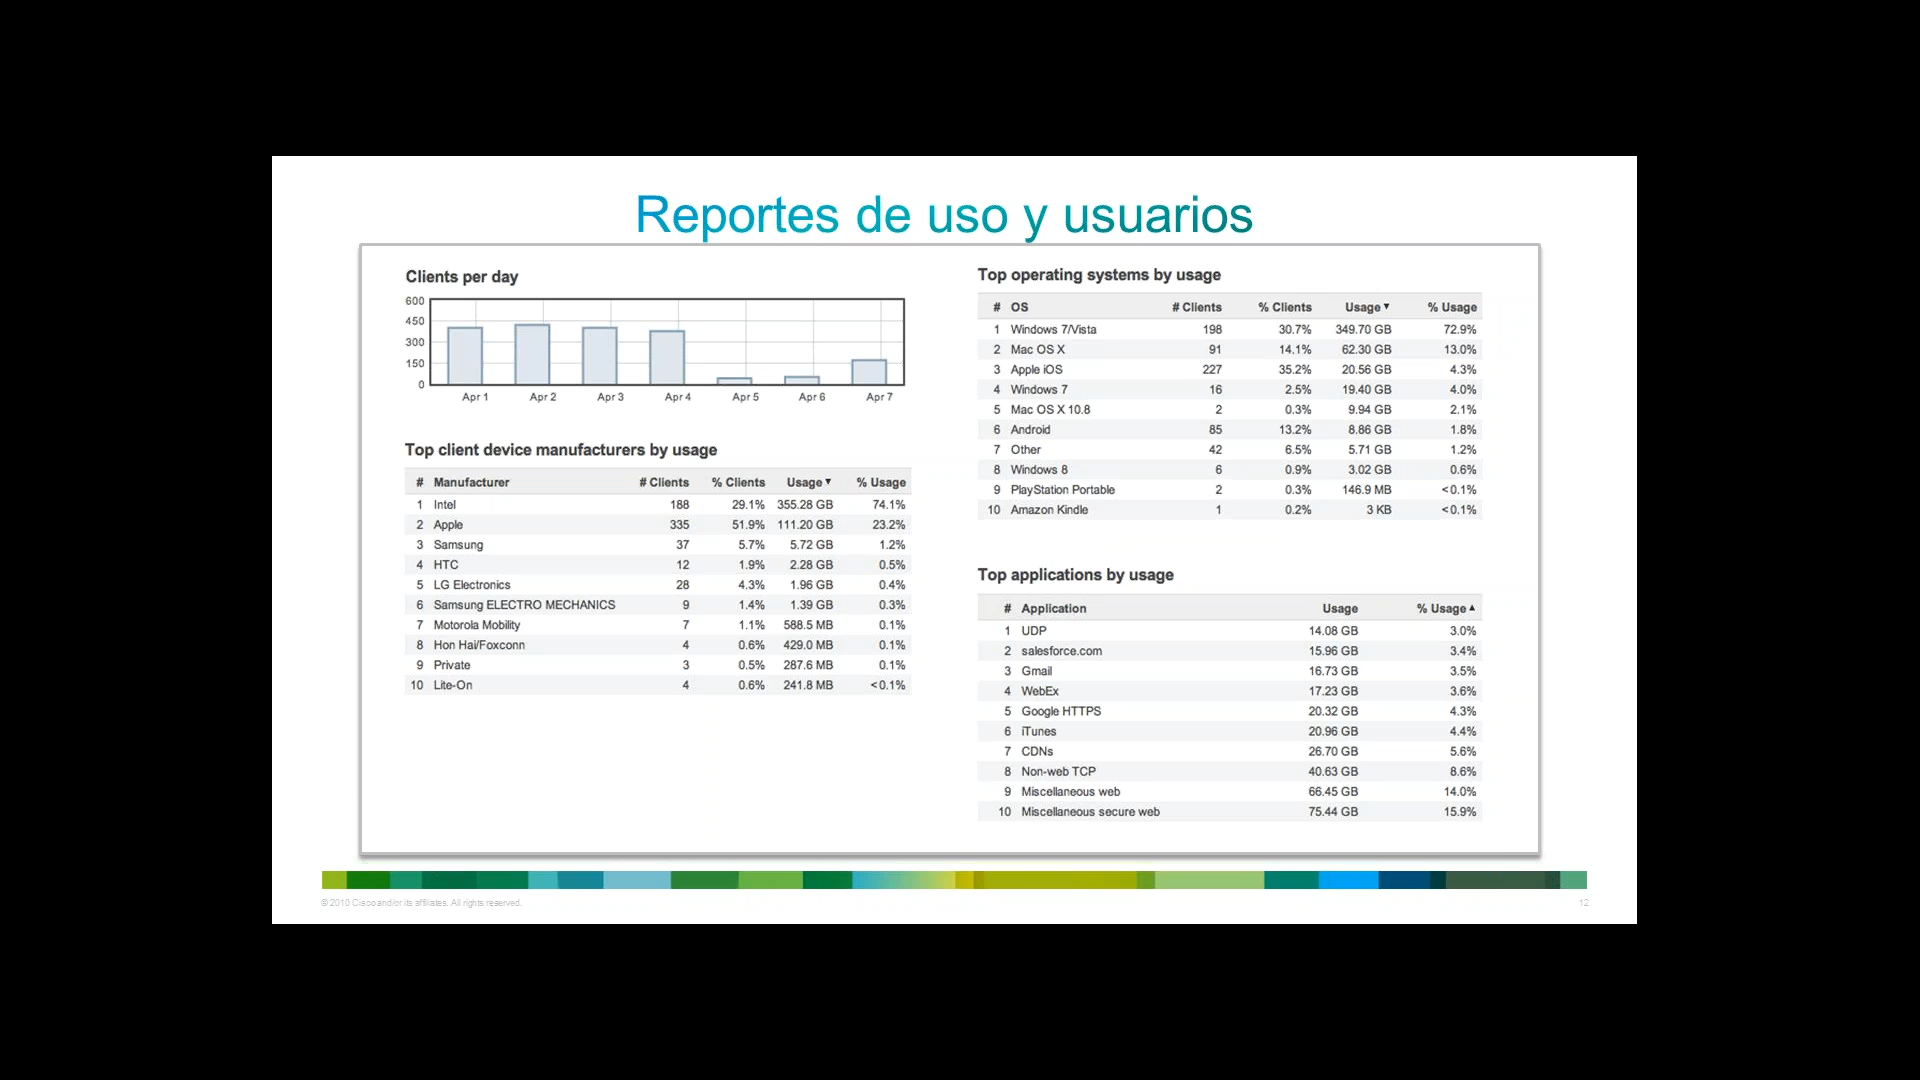 Reportes de uso y usuarios
Clients per day
600
450
300
150
0
Apr 1 Apr 2 Apr 3 Apr 4 Apr 5 Apr 6 Apr 7
Top client device manufacturers by usage
# Manufacturer # Clients % Clients Usage▼ % Usage
1 Intel 188 29.1% 355.28 GB 74.1%
2 Apple 335 51.9% 111.20 GB 23.2%
3 Samsung 37 5.7% 5.72 GB 1.2%
4 HTC 12 1.9% 2.28 GB 0.5%
5 LG Electronics 28 4.3% 1.96 GB 0.4%
6 Samsung ELECTRO MECHANICS 9 1.4% 1.39 GB 0.3%
7 Motorola Mobility 7 1.1% 588.5 MB 0.1%
8 Hon Hai/Foxconn 4 0.6% 429.0 MB 0.1%
9 Private 3 0.5% 287.6 MB 0.1%
10 Lite-On 4 0.6% 241.8 MB <0.1%
Top operating systems by usage
# OS # Clients % Clients Usage▼ % Usage
1 Windows 7/Vista 198 30.7% 349.70 GB 72.9%
2 Mac OS X 91 14.1% 62.30 GB 13.0%
3 Apple iOS 227 35.2% 20.56 GB 4.3%
4 Windows 7 16 2.5% 19.40 GB 4.0%
5 Mac OS X 10.8 2 0.3% 9.94 GB 2.1%
6 Android 85 13.2% 8.86 GB 1.8%
7 Other 42 6.5% 5.71 GB 1.2%
8 Windows 8 6 0.9% 3.02 GB 0.6%
9 PlayStation Portable 2 0.3% 146.9 MB <0.1%
10 Amazon Kindle 1 0.2% 3 KB <0.1%
Top applications by usage
# Application Usage % Usage▲
1 UDP 14.08 GB 3.0%
2 salesforce.com 15.96 GB 3.4%
3 Gmail 16.73 GB 3.5%
4 WebEx 17.23 GB 3.6%
5 Google HTTPS 20.32 GB 4.3%
6 iTunes 20.96 GB 4.4%
7 CDNs 26.70 GB 5.6%
8 Non-web TCP 40.63 GB 8.6%
9 Miscellaneous web 66.45 GB 14.0%
10 Miscellaneous secure web 75.44 GB 15.9%
© 2010 Cisco and/or its affiliates. All rights reserved.
12